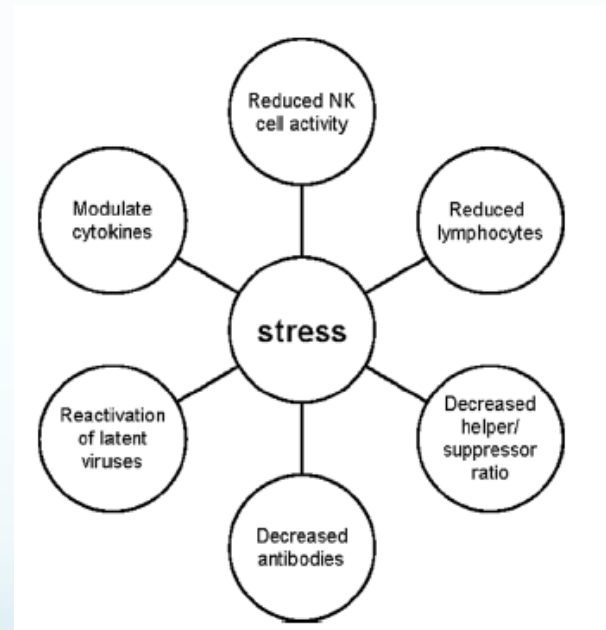 Reduced NK
cell activity
Modulate
cytokines
Reduced
lymphocytes
stress
Reactivation
of latent
viruses
Decreased
helper/
suppressor
ratio
Decreased
antibodies